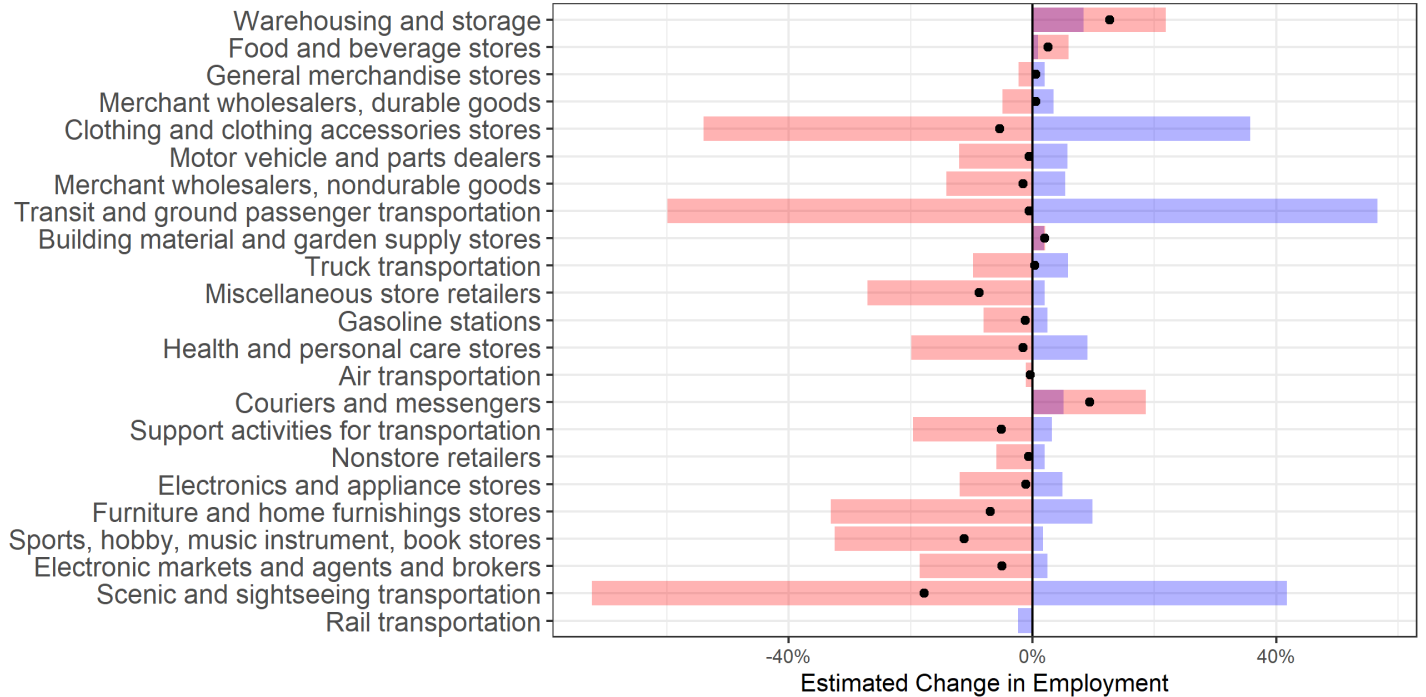 Warehousing and storage
Food and beverage stores
General merchandise stores
Merchant wholesalers, durable goods
Clothing and clothing accessories stores
Motor vehicle and parts dealers
Merchant wholesalers, nondurable goods
Transit and ground passenger transportation
Building material and garden supply stores
Truck transportation
Miscellaneous store retailers
Gasoline stations
Health and personal care stores
Air transportation
Couriers and messengers
Support activities for transportation
Nonstore retailers
Electronics and appliance stores
Furniture and home furnishings stores
Sports, hobby, music instrument, book stores
Electronic markets and agents and brokers
Scenic and sightseeing transportation
Rail transportation
-40% 0% 40%
Estimated Change in Employment